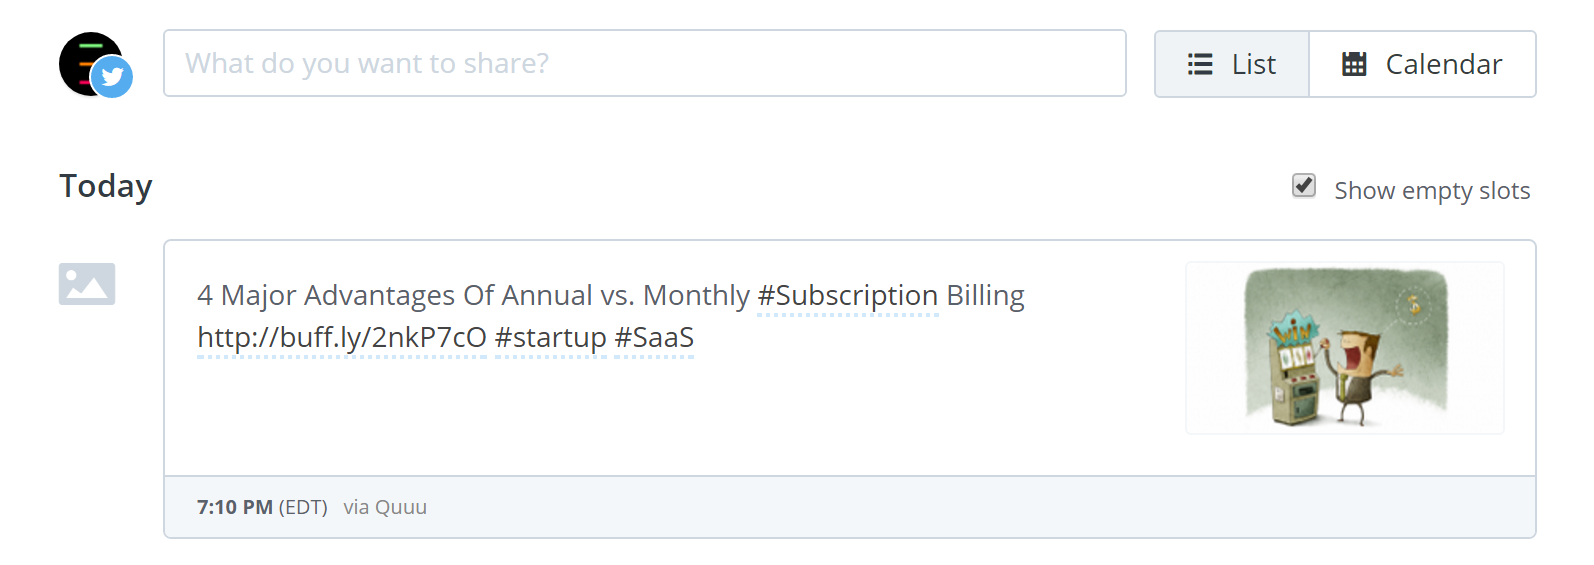 What do you want to share?
List
Calendar
Today
Show empty slots
4 Major Advantages Of Annual vs. Monthly #Subscription Billing
http://buff.ly/2nkP7cO #startup #SaaS
WIN
$
7:10 PM (EDT) via Quuu